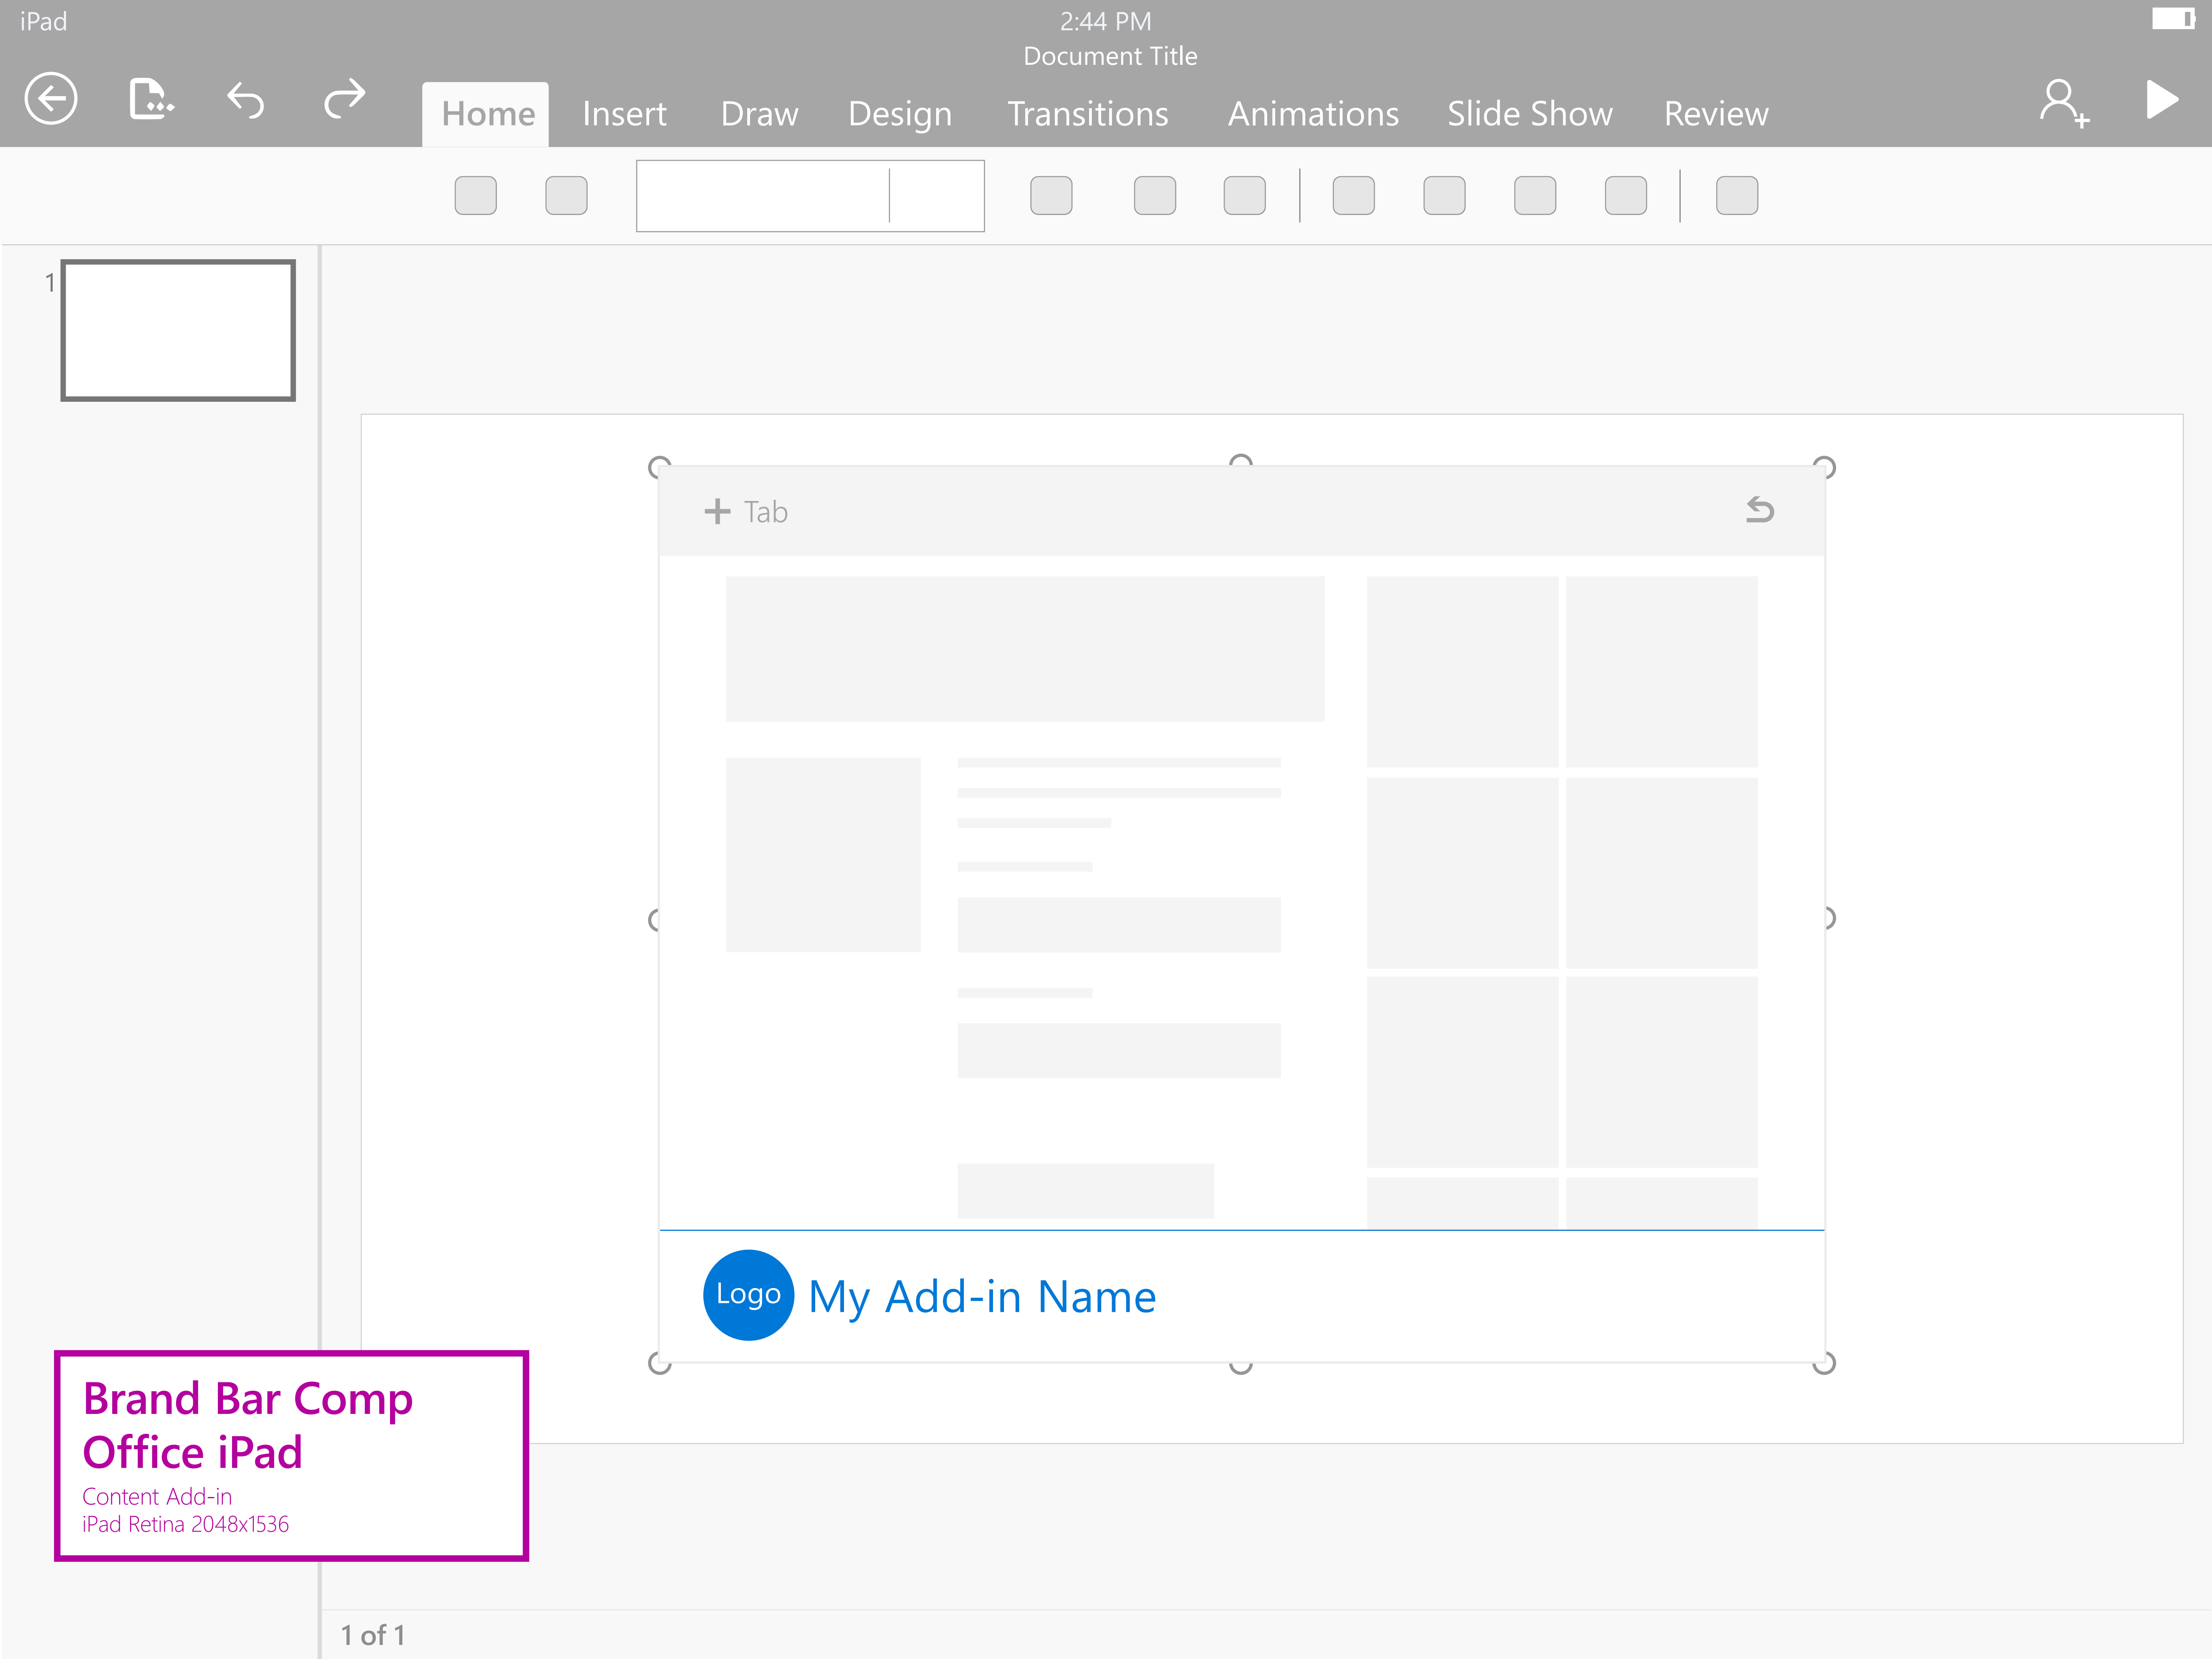 iPad
2:44 PM
Document Title
Home Insert Draw Design Transitions Animations Slide Show Review
1
Tab
Logo My Add-in Name
Brand Bar Comp
Office iPad
Content Add-in
iPad Retina 2048x1536
1 of 1